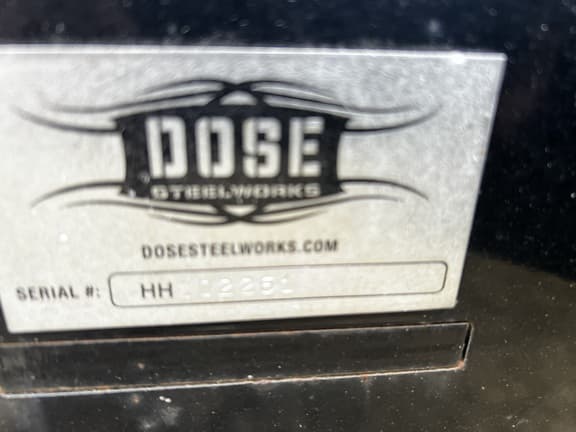 DOSE
STEELWORKS
DOSESTEELWORKS.COM
SERIAL #: HH